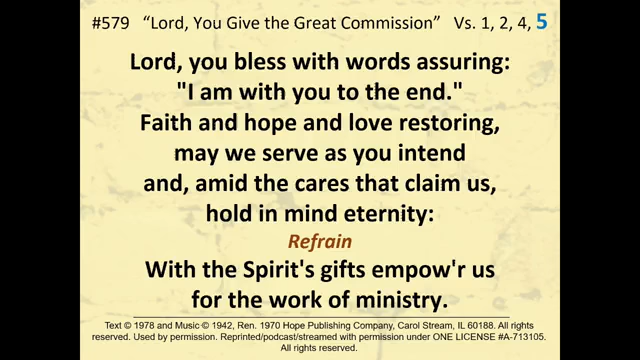 #579 “Lord, You Give the Great Commission” Vs. 1, 2, 4, 5
Lord, you bless with words assuring:
"I am with you to the end."
Faith and hope and love restoring,
may we serve as you intend
and, amid the cares that claim us,
hold in mind eternity:
Refrain
With the Spirit's gifts empow'r us
for the work of ministry.
Text © 1978 and Music © 1942, Ren. 1970 Hope Publishing Company, Carol Stream, IL 60188. All rights
reserved. Used by permission. Reprinted/podcast/streamed with permission under ONE LICENSE #A-713105.
All rights reserved.